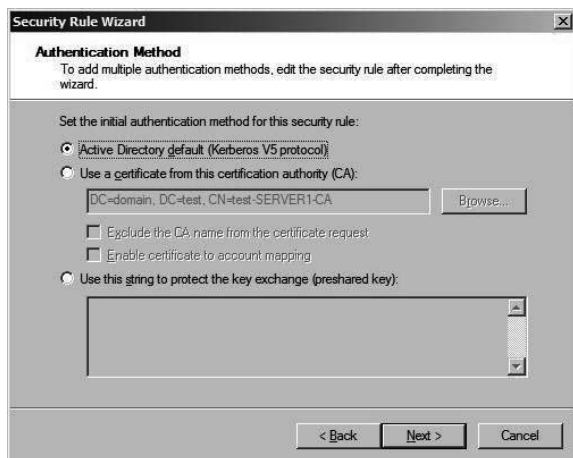 Security Rule Wizard
Authentication Method
To add multiple authentication methods, edit the security rule after completing the
wizard.
Set the initial authentication method for this security rule:
Active Directory default (Kerberos V5 protocol)
Use a certificate from this certification authority (CA):
DC=domain, DC=test, CN=test-SERVER1-CA
Browse...
Exclude the CA name from the certificate request
Enable certificate to account mapping
Use this string to protect the key exchange (preshared key):
< Back
Next >
Cancel